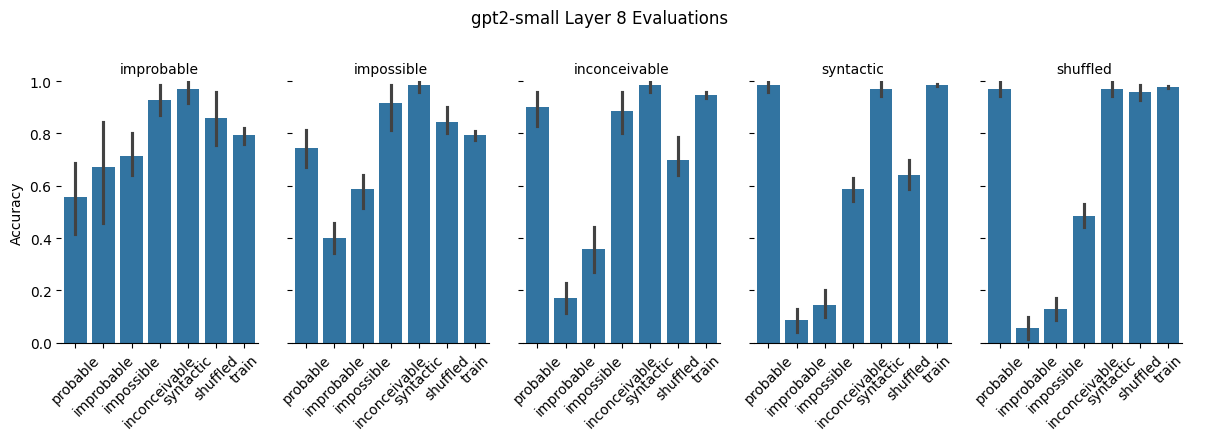 gpt2-small Layer 8 Evaluations
improbable
impossible
inconceivable
syntactic
shuffled
Accuracy
1.0
0.8
0.6
0.4
0.2
0.0
probable
improbable
impossible
inconceivable
syntactic
shuffled
train
probable
improbable
impossible
inconceivable
syntactic
shuffled
train
probable
improbable
impossible
inconceivable
syntactic
shuffled
train
probable
improbable
impossible
inconceivable
syntactic
shuffled
train
probable
improbable
impossible
inconceivable
syntactic
shuffled
train